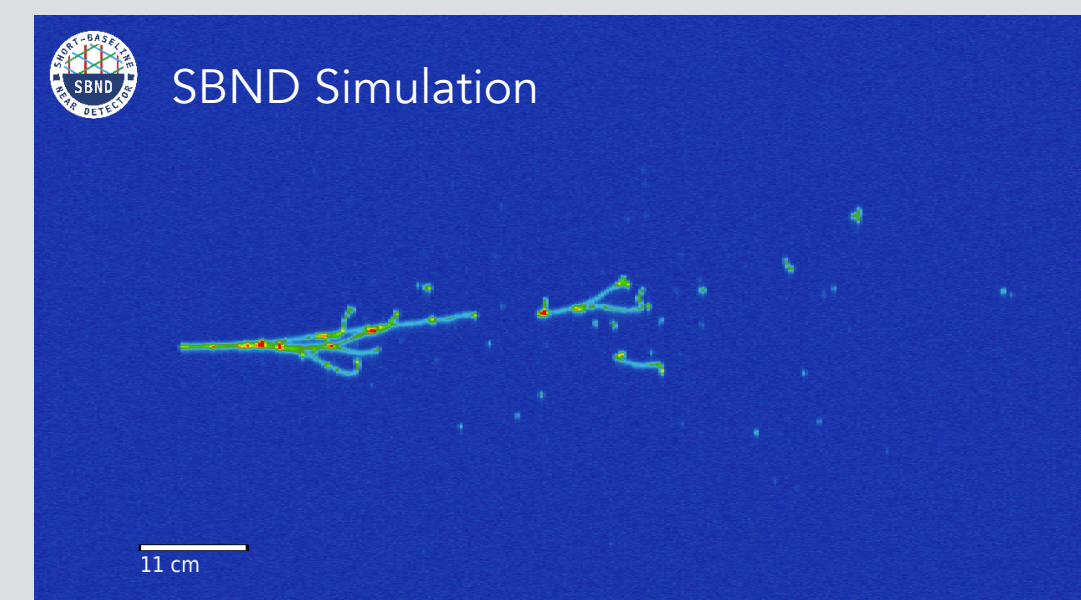 SHORT-BASELINE
SBND
NEAR DETECTOR
SBND Simulation
11 cm